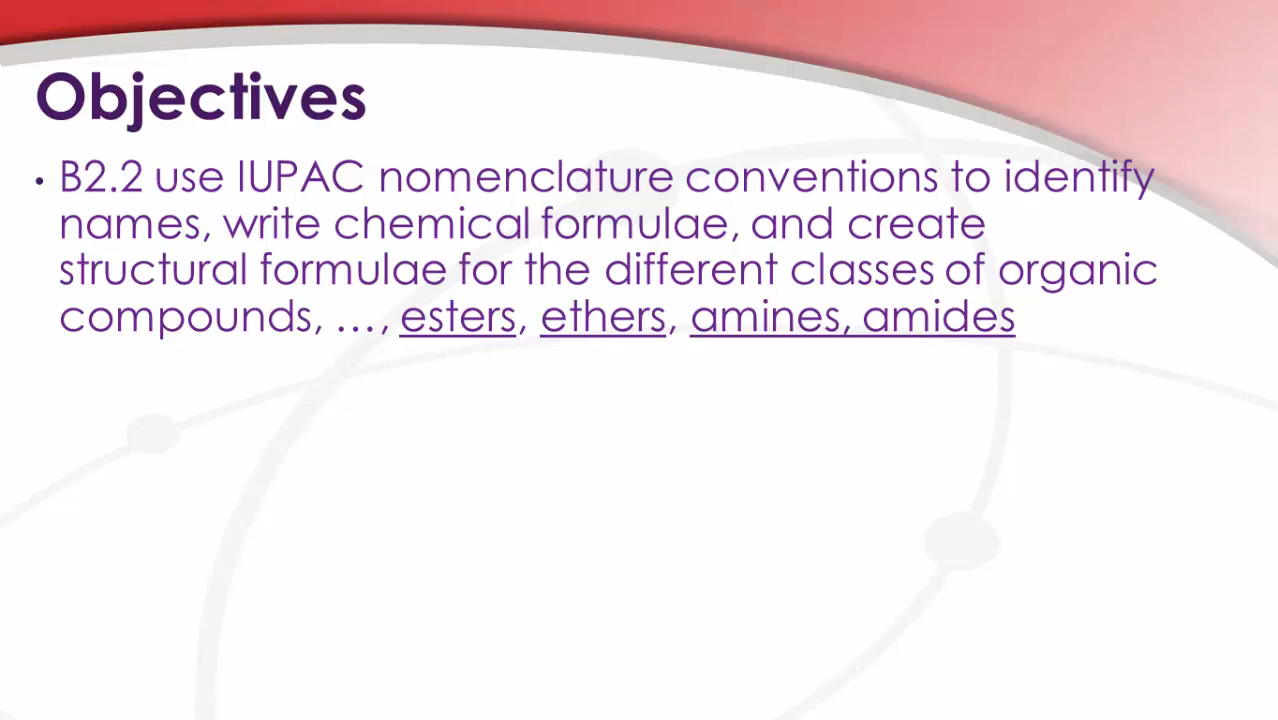 Objectives
• B2.2 use IUPAC nomenclature conventions to identify
names, write chemical formulae, and create
structural formulae for the different classes of organic
compounds, …, esters, ethers, amines, amides